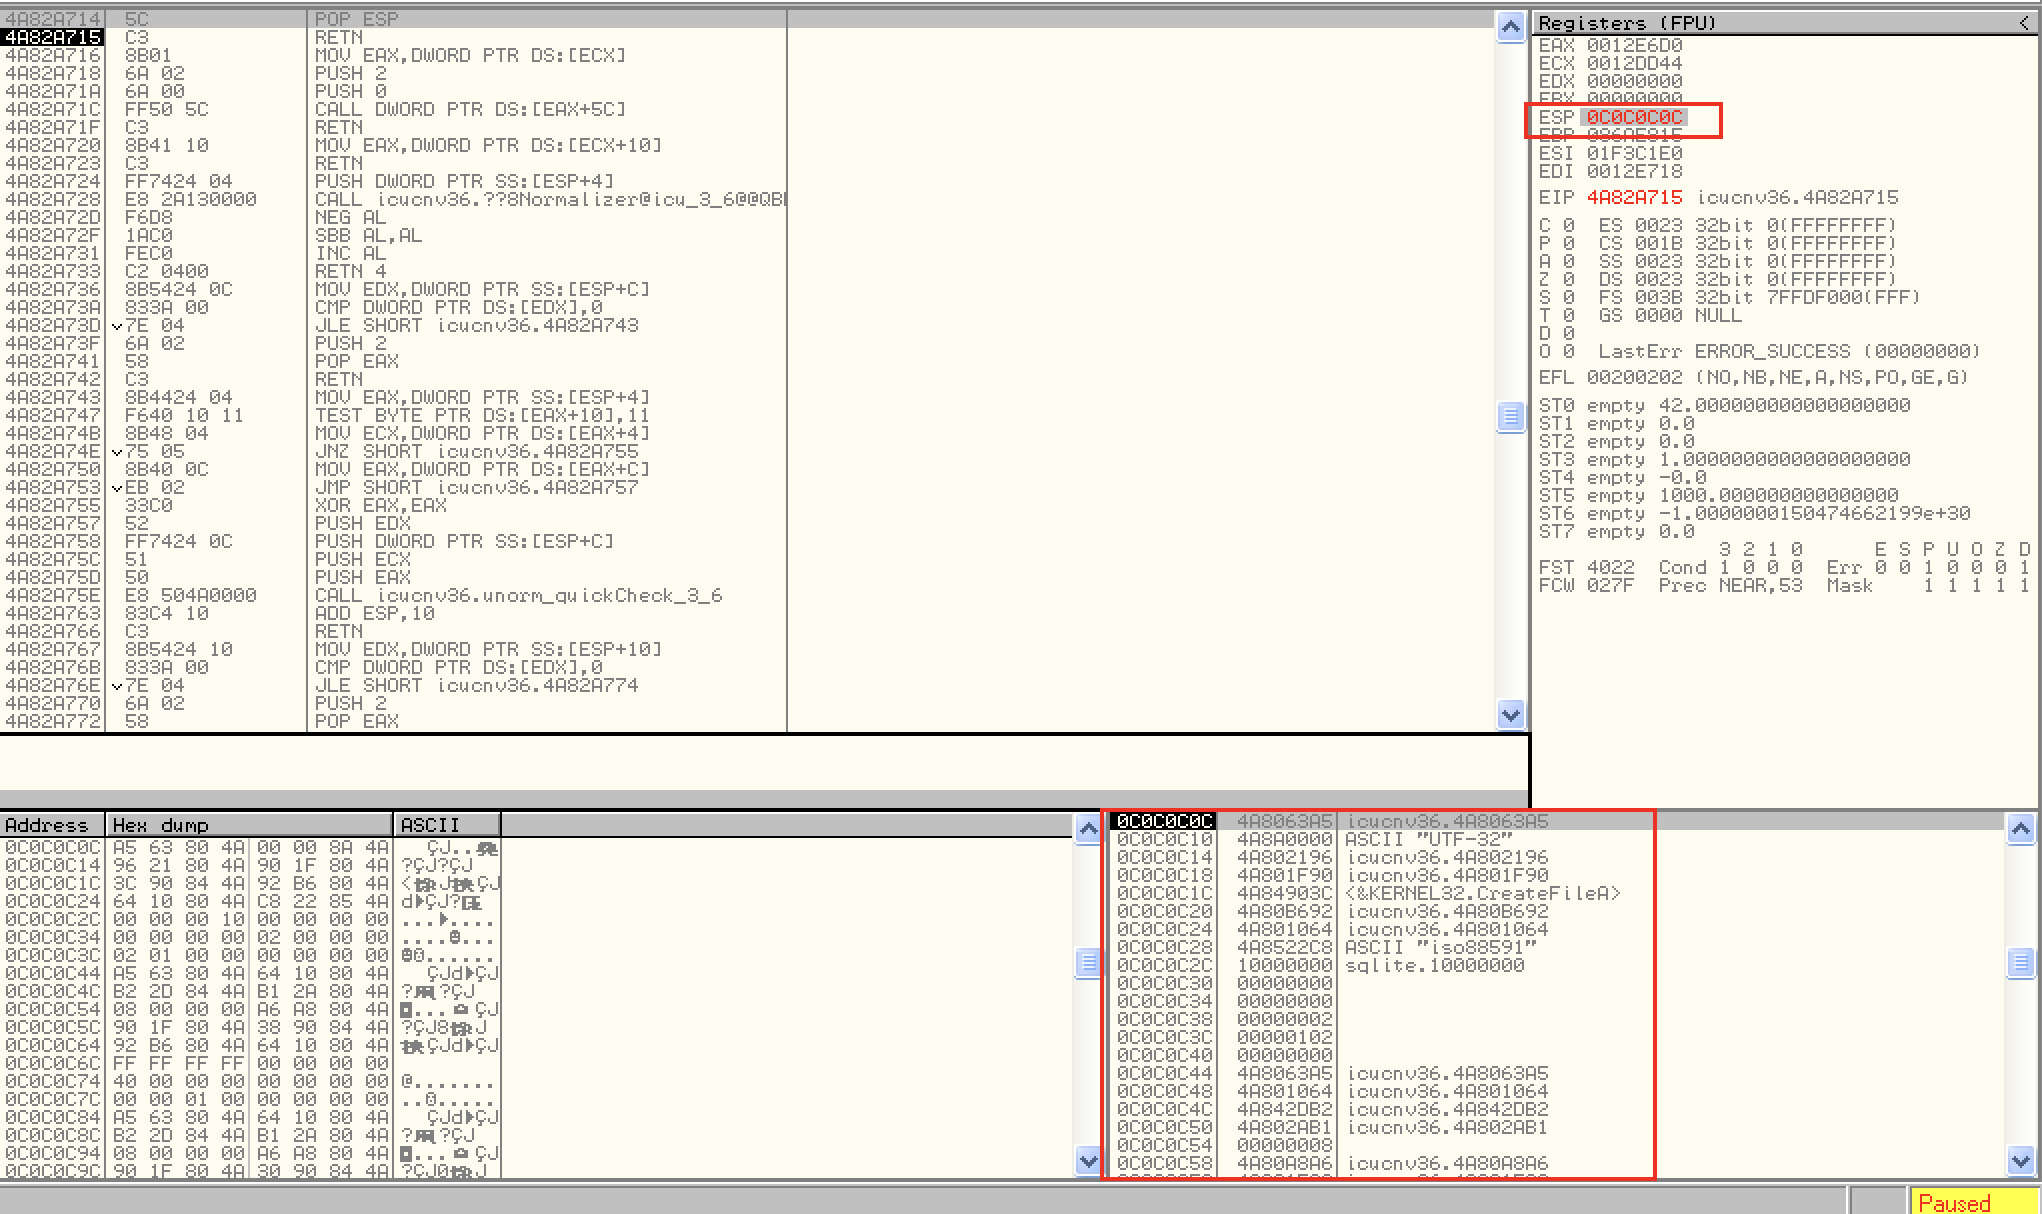 4A82A714 5C POP ESP
4A82A715 C3 RETN
4A82A716 8B01 MOV EAX,DWORD PTR DS:[ECX]
4A82A718 6A 02 PUSH 2
4A82A71A 6A 00 PUSH 0
4A82A71C FF50 5C CALL DWORD PTR DS:[EAX+5C]
4A82A71F C3 RETN
4A82A720 8B41 10 MOV EAX,DWORD PTR DS:[ECX+10]
4A82A723 C3 RETN
4A82A724 FF7424 04 PUSH DWORD PTR SS:[ESP+4]
4A82A728 E8 2A130000 CALL icucnv36.??8Normalizer@icu_3_6@@QB
4A82A72D F6D8 NEG AL
4A82A72F 1AC0 SBB AL,AL
4A82A731 FEC0 INC AL
4A82A733 C2 0400 RETN 4
4A82A736 8B5424 0C MOV EDX,DWORD PTR SS:[ESP+C]
4A82A73A 833A 00 CMP DWORD PTR DS:[EDX],0
4A82A73D 7E 04 JLE SHORT icucnv36.4A82A743
4A82A73F 6A 02 PUSH 2
4A82A741 58 POP EAX
4A82A742 C3 RETN
4A82A743 8B4424 04 MOV EAX,DWORD PTR SS:[ESP+4]
4A82A747 F640 10 11 TEST BYTE PTR DS:[EAX+10],11
4A82A74B 8B48 04 MOV ECX,DWORD PTR DS:[EAX+4]
4A82A74E 75 05 JNZ SHORT icucnv36.4A82A755
4A82A750 8B40 0C MOV EAX,DWORD PTR DS:[EAX+C]
4A82A753 EB 02 JMP SHORT icucnv36.4A82A757
4A82A755 33C0 XOR EAX,EAX
4A82A757 52 PUSH EDX
4A82A758 FF7424 0C PUSH DWORD PTR SS:[ESP+C]
4A82A75C 51 PUSH ECX
4A82A75D 50 PUSH EAX
4A82A75E E8 504A0000 CALL icucnv36.unorm_quickCheck_3_6
4A82A763 83C4 10 ADD ESP,10
4A82A766 C3 RETN
4A82A767 8B5424 10 MOV EDX,DWORD PTR SS:[ESP+10]
4A82A76B 833A 00 CMP DWORD PTR DS:[EDX],0
4A82A76E 7E 04 JLE SHORT icucnv36.4A82A774
4A82A770 6A 02 PUSH 2
4A82A772 58 POP EAX
Registers (FPU) <
EAX 0012E6D0
ECX 0012DD44
EDX 00000000
EBX 00000000
ESP 0C0C0C0C
EBP
ESI 01F3C1E0
EDI 0012E718
EIP 4A82A715 icucnv36.4A82A715
C 0 ES 0023 32bit 0(FFFFFFFF)
P 0 CS 001B 32bit 0(FFFFFFFF)
A 0 SS 0023 32bit 0(FFFFFFFF)
Z 0 DS 0023 32bit 0(FFFFFFFF)
S 0 FS 003B 32bit 7FFDF000(FFF)
T 0 GS 0000 NULL
D 0
O 0 LastErr ERROR_SUCCESS (00000000)
EFL 00200202 (NO,NB,NE,A,NS,PO,GE,G)
ST0 empty 42.000000000000000000
ST1 empty 0.0
ST2 empty 0.0
ST3 empty 1.0000000000000000000
ST4 empty -0.0
ST5 empty 1000.0000000000000000
ST6 empty -1.0000000150474662199e+30
ST7 empty 0.0
3 2 1 0 E S P U O Z D
FST 4022 Cond 1 0 0 0 Err 0 0 1 0 0 0 1
FCW 027F Prec NEAR,53 Mask 1 1 1 1 1
Address Hex dump ASCII
0C0C0C0C A5 63 80 4A 00 00 8A 4A
0C0C0C14 96 21 80 4A 90 1F 80 4A ?ÇJ?ÇJ
0C0C0C1C 3C 90 84 4A 92 B6 80 4A
0C0C0C24 64 10 80 4A C8 22 85 4A
0C0C0C2C 00 00 00 10 00 00 00 00
0C0C0C34 00 00 00 00 02 00 00 00
0C0C0C3C 02 01 00 00 00 00 00 00
0C0C0C44 A5 63 80 4A 64 10 80 4A
0C0C0C4C B2 2D 84 4A B1 2A 80 4A
0C0C0C54 08 00 00 00 A6 A8 80 4A
0C0C0C5C 90 1F 80 4A 38 90 84 4A
0C0C0C64 92 B6 80 4A 64 10 80 4A
0C0C0C6C FF FF FF FF 00 00 00 00
0C0C0C74 40 00 00 00 00 00 00 00 @.......
0C0C0C7C 00 00 01 00 00 00 00 00
0C0C0C84 A5 63 80 4A 64 10 80 4A
0C0C0C8C B2 2D 84 4A B1 2A 80 4A
0C0C0C94 08 00 00 00 A6 A8 80 4A
0C0C0C9C 90 1F 80 4A 30 90 84 4A
0C0C0C0C 4A8063A5 icucnv36.4A8063A5
0C0C0C10 4A8A0000 ASCII "UTF-32"
0C0C0C14 4A802196 icucnv36.4A802196
0C0C0C18 4A801F90 icucnv36.4A801F90
0C0C0C1C 4A84903C <&KERNEL32.CreateFileA>
0C0C0C20 4A80B692 icucnv36.4A80B692
0C0C0C24 4A801064 icucnv36.4A801064
0C0C0C28 4A8522C8 ASCII "iso88591"
0C0C0C2C 10000000 sqlite.10000000
0C0C0C30 00000000
0C0C0C34 00000000
0C0C0C38 00000002
0C0C0C3C 00000102
0C0C0C40 00000000
0C0C0C44 4A8063A5 icucnv36.4A8063A5
0C0C0C48 4A801064 icucnv36.4A801064
0C0C0C4C 4A842DB2 icucnv36.4A842DB2
0C0C0C50 4A802AB1 icucnv36.4A802AB1
0C0C0C54 00000008
0C0C0C58 4A80A8A6 icucnv36.4A80A8A6
Paused